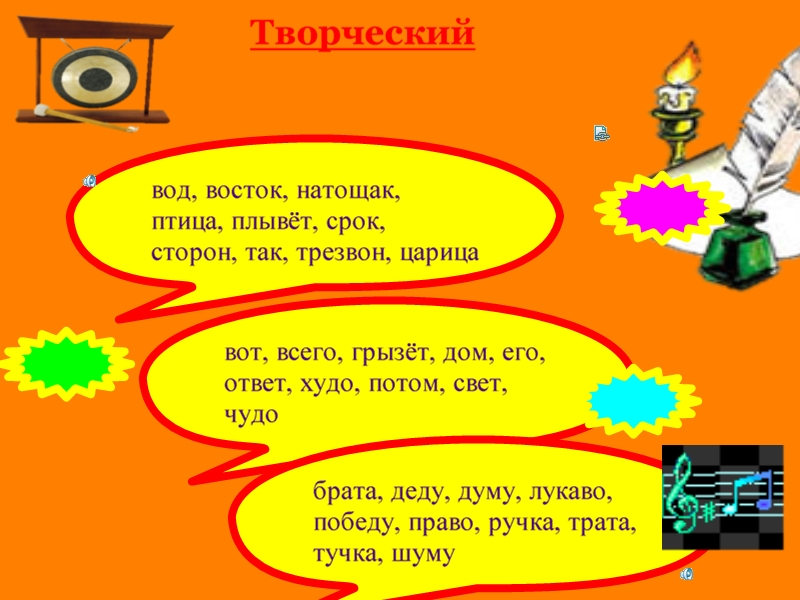 Творческий
вод, восток, натощак,
птица, плывёт, срок,
сторон, так, трезвон, царица
вот, всего, грызёт, дом, его,
ответ, худо, потом, свет,
чудо
брата, деду, думу, лукаво,
победу, право, ручка, трата,
тучка, шуму